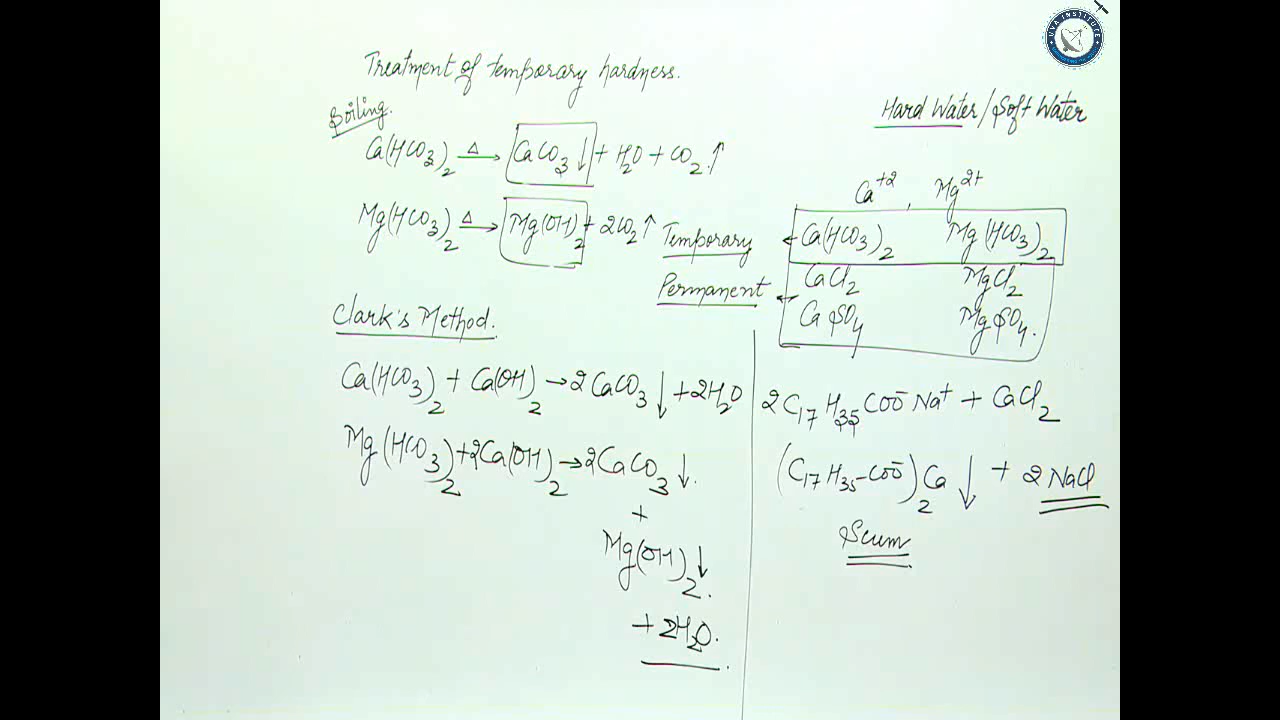 Treatment of temporary hardness.
Boiling.
Ca(HCO3)2 —Δ→ CaCO3↓ + H2O + CO2↑
Mg(HCO3)2 —Δ→ Mg(OH)2 + 2CO2↑
Clark's Method.
Ca(HCO3)2 + Ca(OH)2 → 2CaCO3↓ + 2H2O
Mg(HCO3)2 + 2Ca(OH)2 → 2CaCO3↓.
+
Mg(OH)2↓.
+ 2H2O.
VVA INSTITUTE
Hard Water/Soft Water
Ca+2, Mg2+
Temporary ← Ca(HCO3)2 Mg(HCO3)2
Permanent ← CaCl2 MgCl2
CaSO4 MgSO4.
2C17H35COO-Na+ + CaCl2
(C17H35-COO-)2Ca↓ + 2NaCl
Scum